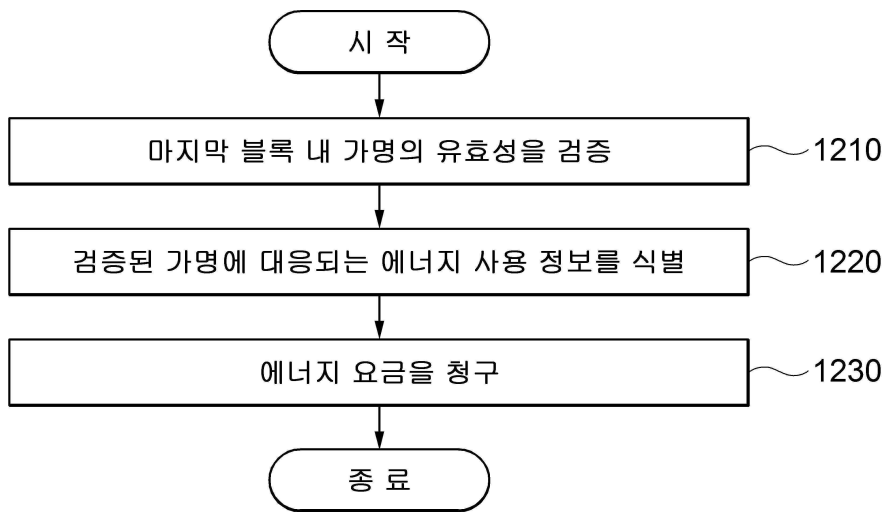 시 작
마지막 블록 내 가명의 유효성을 검증
1210
검증된 가명에 대응되는 에너지 사용 정보를 식별
1220
에너지 요금을 청구
1230
종 료